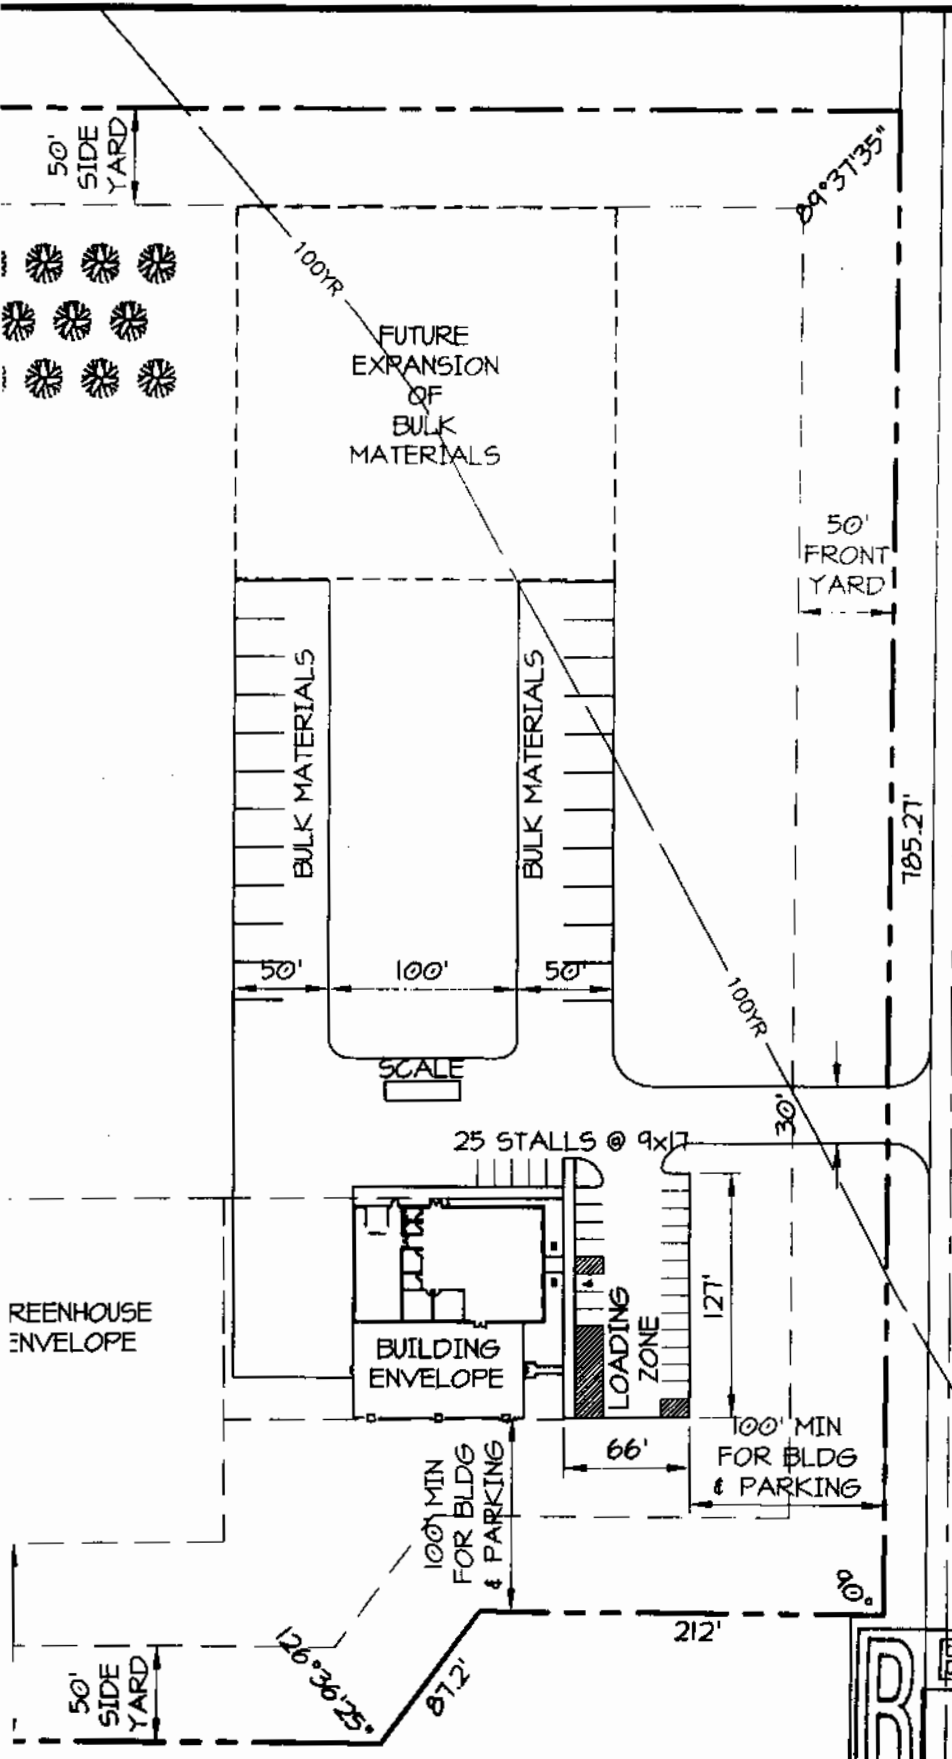 50'
SIDE
YARD
89°37'35"
100YR
FUTURE
EXPANSION
OF
BULK
MATERIALS
50'
FRONT
YARD
BULK MATERIALS
BULK MATERIALS
785.27'
50'
100'
50'
100YR
SCALE
30'
25 STALLS @ 9x17
127'
REENHOUSE
ENVELOPE
BUILDING
ENVELOPE
LOADING
ZONE
66'
100' MIN
FOR BLDG
& PARKING
100' MIN
FOR BLDG
& PARKING
90°
212'
126°36'25"
87.2'
50'
SIDE
YARD
R